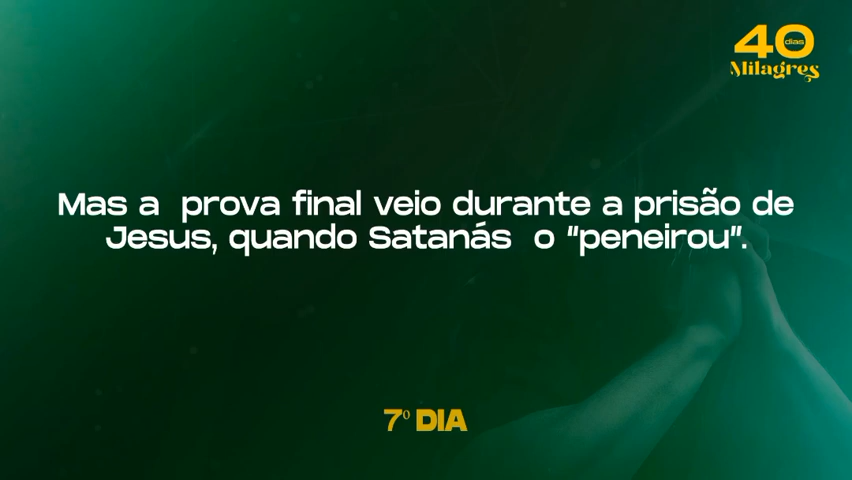 40
dias
Milagres
Mas a  prova final veio durante a prisão de
Jesus, quando Satanás  o “peneirou”.
7º DIA